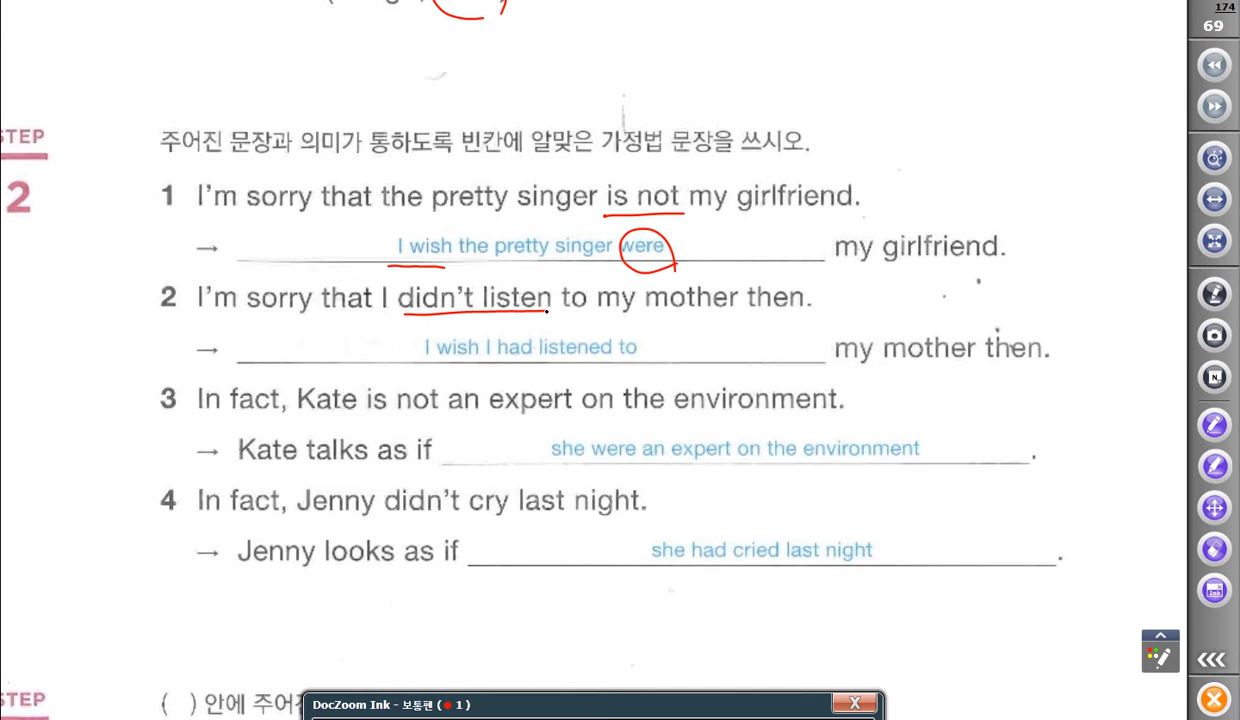 174
69
STEP
2
주어진 문장과 의미가 통하도록 빈칸에 알맞은 가정법 문장을 쓰시오.
1 I'm sorry that the pretty singer is not my girlfriend.
→ I wish the pretty singer were my girlfriend.
2 I'm sorry that I didn't listen to my mother then.
→ I wish I had listened to my mother then.
3 In fact, Kate is not an expert on the environment.
→ Kate talks as if she were an expert on the environment.
4 In fact, Jenny didn't cry last night.
→ Jenny looks as if she had cried last night.
STEP
( ) 안에 주어
DocZoom Ink - 보통펜 ( 1 )